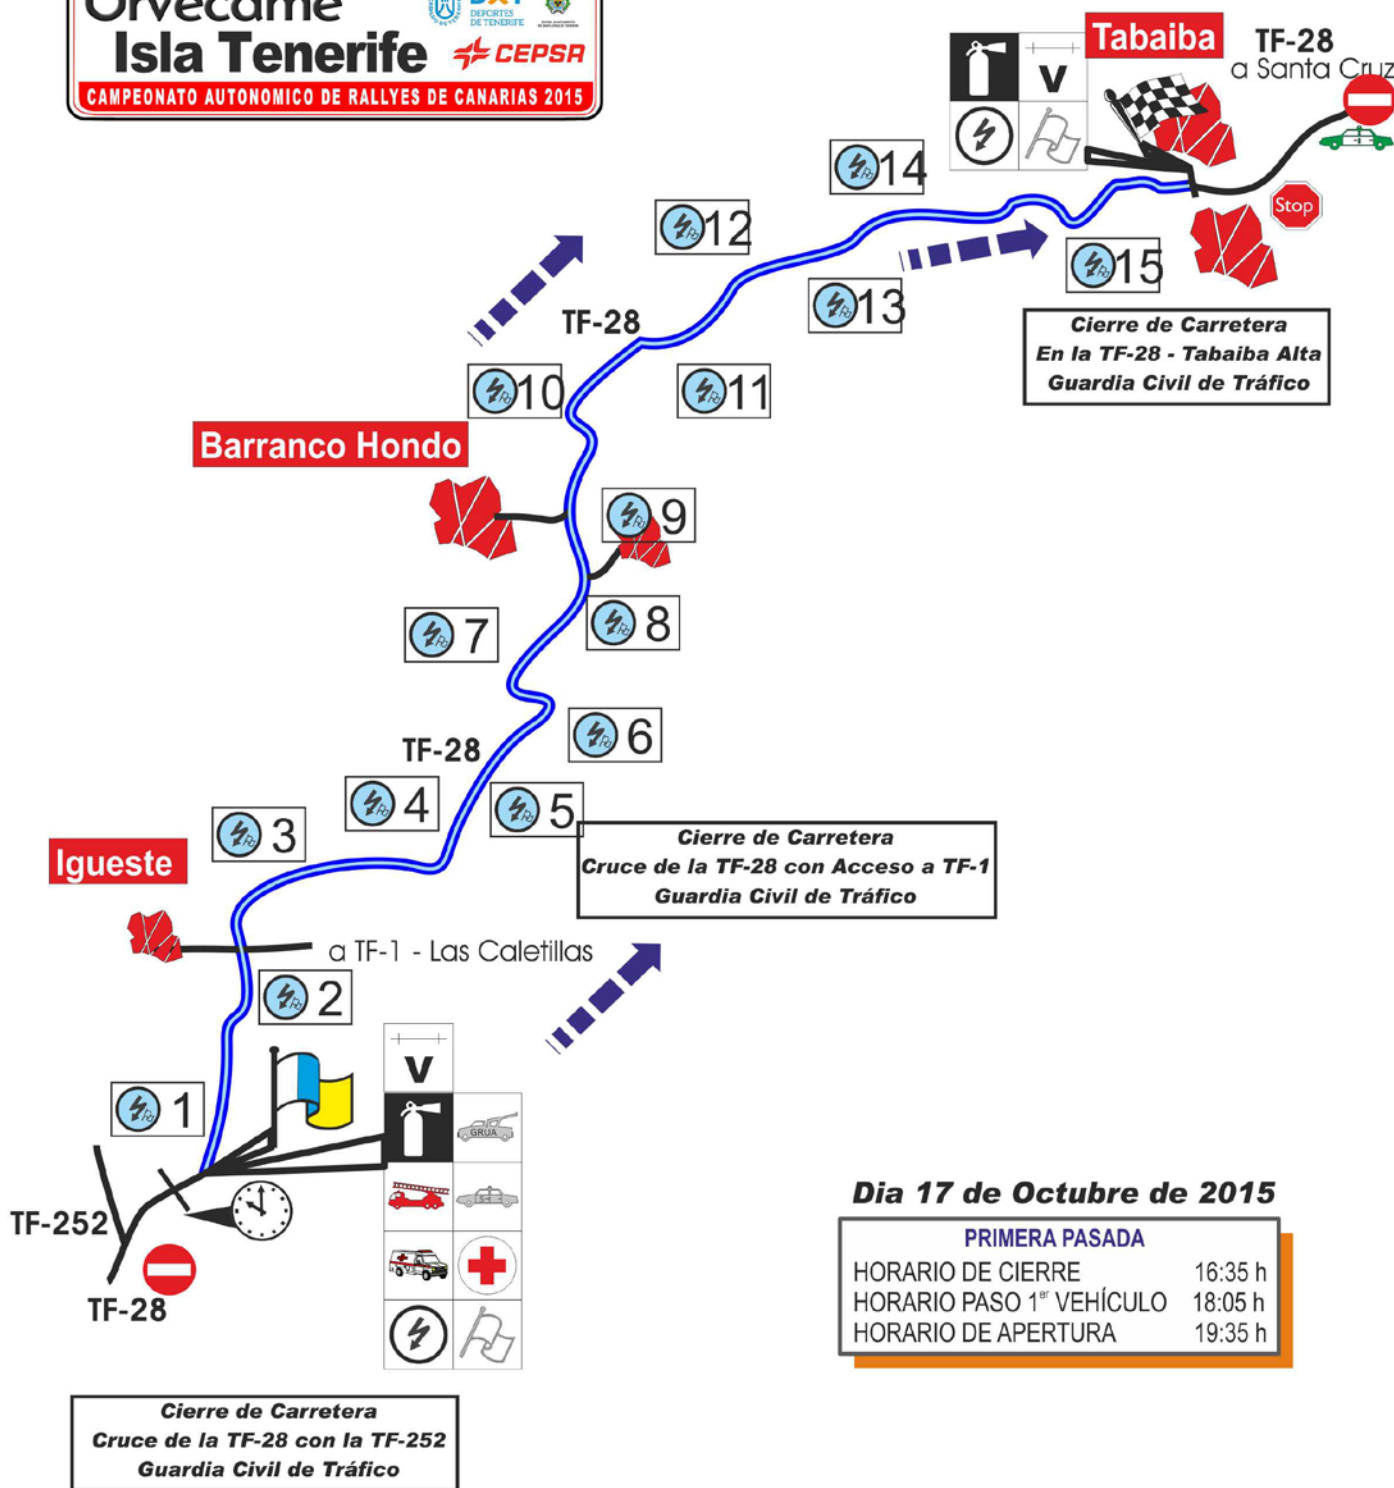 Orvecame
Isla Tenerife
DEPORTES
DE TENERIFE
CEPSA
CAMPEONATO AUTONOMICO DE RALLYES DE CANARIAS 2015
Tabaiba
TF-28
a Santa Cruz
V
Stop
14
12
15
13
TF-28
Cierre de Carretera
En la TF-28 - Tabaiba Alta
Guardia Civil de Tráfico
10
11
Barranco Hondo
9
8
7
6
TF-28
4
5
3
Cierre de Carretera
Cruce de la TF-28 con Acceso a TF-1
Guardia Civil de Tráfico
Igueste
a TF-1 - Las Caletillas
2
V
1
GRUA
TF-252
TF-28
Dia 17 de Octubre de 2015
PRIMERA PASADA
HORARIO DE CIERRE 16:35 h
HORARIO PASO 1er VEHÍCULO 18:05 h
HORARIO DE APERTURA 19:35 h
Cierre de Carretera
Cruce de la TF-28 con la TF-252
Guardia Civil de Tráfico